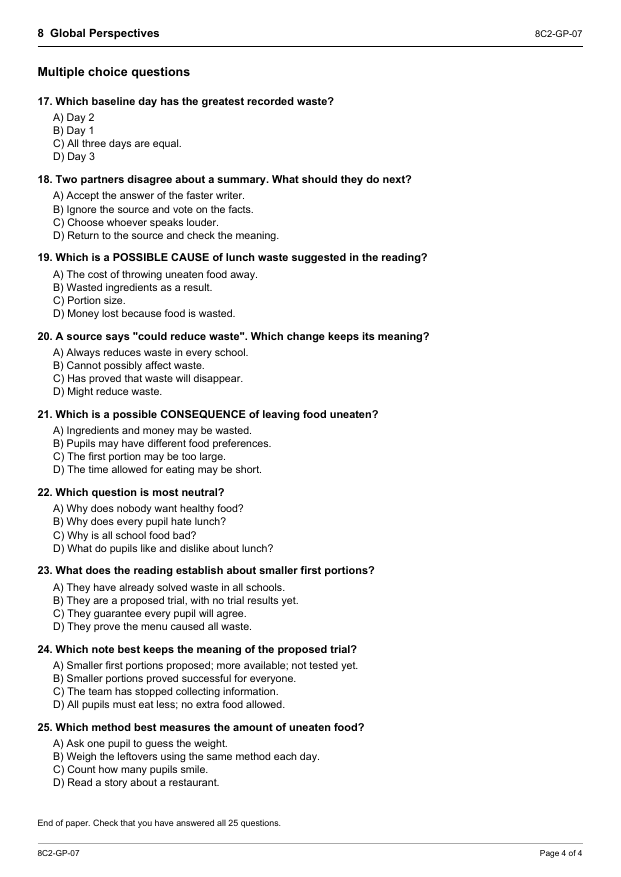 8 Global Perspectives
8C2-GP-07
Multiple choice questions
17. Which baseline day has the greatest recorded waste?
A) Day 2
B) Day 1
C) All three days are equal.
D) Day 3
18. Two partners disagree about a summary. What should they do next?
A) Accept the answer of the faster writer.
B) Ignore the source and vote on the facts.
C) Choose whoever speaks louder.
D) Return to the source and check the meaning.
19. Which is a POSSIBLE CAUSE of lunch waste suggested in the reading?
A) The cost of throwing uneaten food away.
B) Wasted ingredients as a result.
C) Portion size.
D) Money lost because food is wasted.
20. A source says "could reduce waste". Which change keeps its meaning?
A) Always reduces waste in every school.
B) Cannot possibly affect waste.
C) Has proved that waste will disappear.
D) Might reduce waste.
21. Which is a possible CONSEQUENCE of leaving food uneaten?
A) Ingredients and money may be wasted.
B) Pupils may have different food preferences.
C) The first portion may be too large.
D) The time allowed for eating may be short.
22. Which question is most neutral?
A) Why does nobody want healthy food?
B) Why does every pupil hate lunch?
C) Why is all school food bad?
D) What do pupils like and dislike about lunch?
23. What does the reading establish about smaller first portions?
A) They have already solved waste in all schools.
B) They are a proposed trial, with no trial results yet.
C) They guarantee every pupil will agree.
D) They prove the menu caused all waste.
24. Which note best keeps the meaning of the proposed trial?
A) Smaller first portions proposed; more available; not tested yet.
B) Smaller portions proved successful for everyone.
C) The team has stopped collecting information.
D) All pupils must eat less; no extra food allowed.
25. Which method best measures the amount of uneaten food?
A) Ask one pupil to guess the weight.
B) Weigh the leftovers using the same method each day.
C) Count how many pupils smile.
D) Read a story about a restaurant.
End of paper. Check that you have answered all 25 questions.
8C2-GP-07
Page 4 of 4